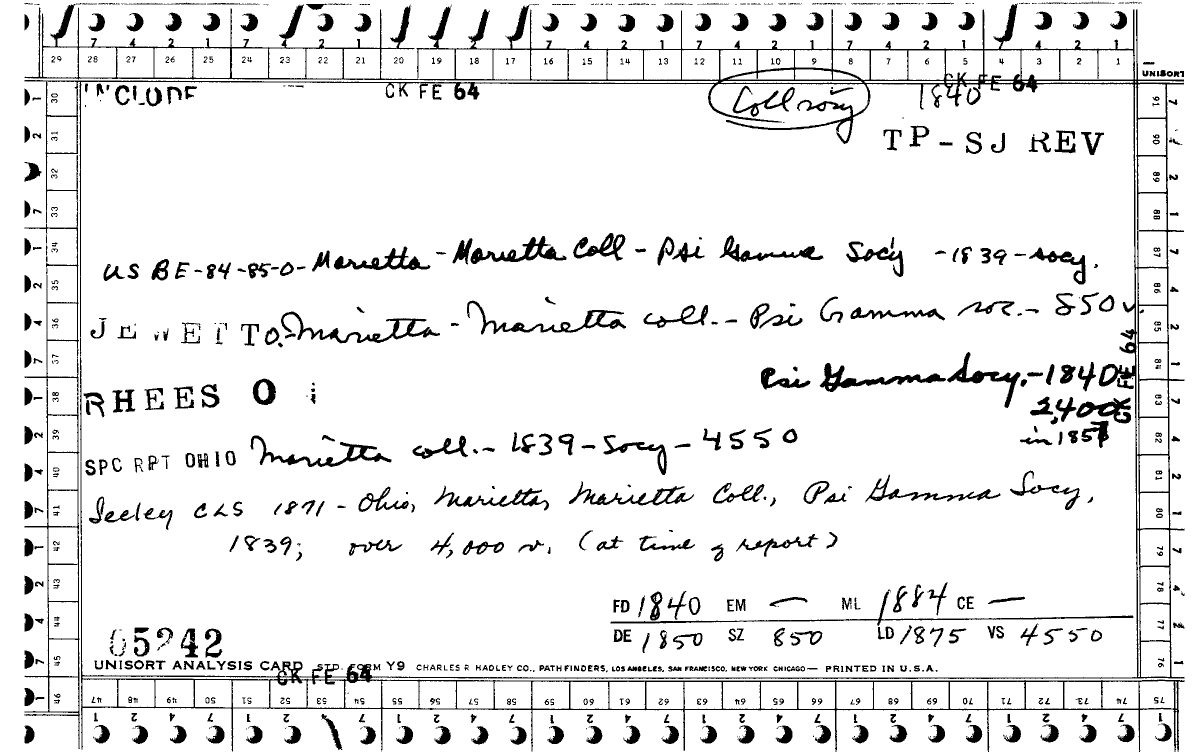 7 4 2 1 7 4 2 1 7 4 2 1 7 4 2 1 7 4 2 1 7 4 2 1 7 4 2 1
29 28 27 26 25 24 23 22 21 20 19 18 17 16 15 14 13 12 11 10 9 8 7 6 5 4 3 2 1
UNISORT
INCLUDE CK FE 64 Coll socy 1840 CK FE 64
TP-SJ REV
US BE-84-85-O-Marietta-Marietta Coll-Psi Gamma Socy -1839-socy.
JEWETT O.-Marietta-Marietta coll.-Psi Gamma soc.-850 v.
CK FE 64
RHEES O Psi Gamma Socy.-1840
2,400
in 1857
SPC RPT OHIO Marietta coll.-1839-Socy-4550
Seeley CLS 1871-Ohio, Marietta, Marietta Coll., Psi Gamma Socy,
1839; over 4,000 v. (at time of report)
FD 1840 EM — ML 1884 CE —
DE 1850 SZ 850 LD 1875 VS 4550
05242
UNISORT ANALYSIS CARD STD. FORM Y9 CHARLES R. HADLEY CO., PATHFINDERS, LOS ANGELES, SAN FRANCISCO, NEW YORK CHICAGO — PRINTED IN U.S.A.
CK FE 64
30 31 32 33 34 35 36 37 38 39 40 41 42 43 44 45 46
91 90 89 88 87 86 85 84 83 82 81 80 79 78 77 76 75
47 48 49 50 51 52 53 54 55 56 57 58 59 60 61 62 63 64 65 66 67 68 69 70 71 72 73 74